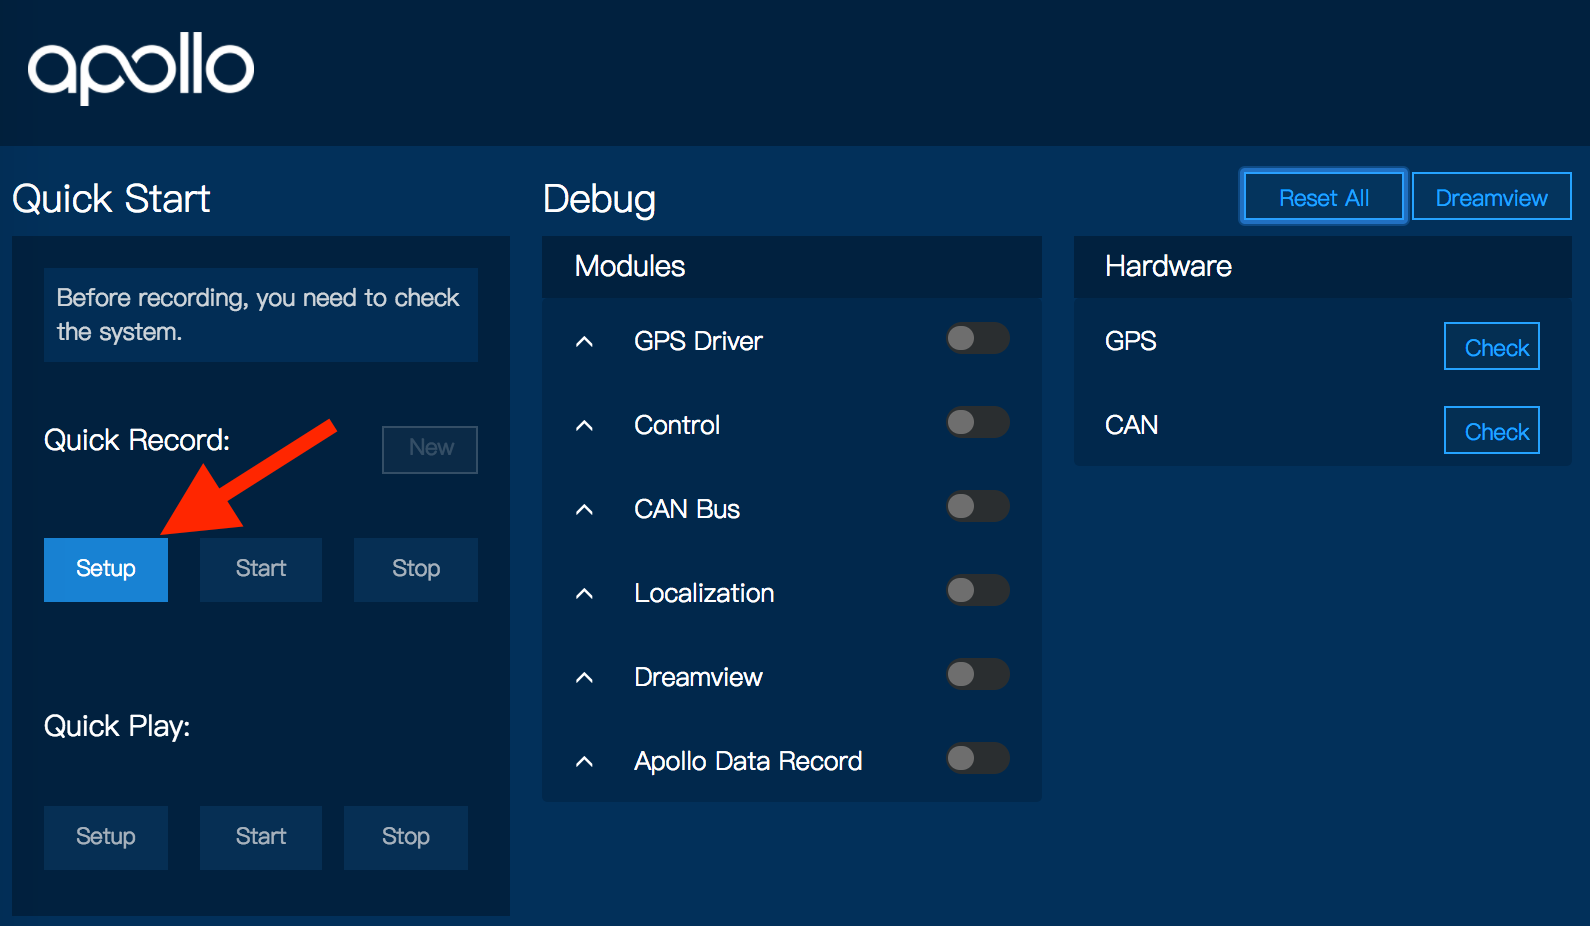 apollo
Quick Start
Before recording, you need to check
the system.
Quick Record:
New
Setup
Start
Stop
Quick Play:
Setup
Start
Stop
Debug
Reset All
Dreamview
Modules
GPS Driver
Control
CAN Bus
Localization
Dreamview
Apollo Data Record
Hardware
GPS
Check
CAN
Check